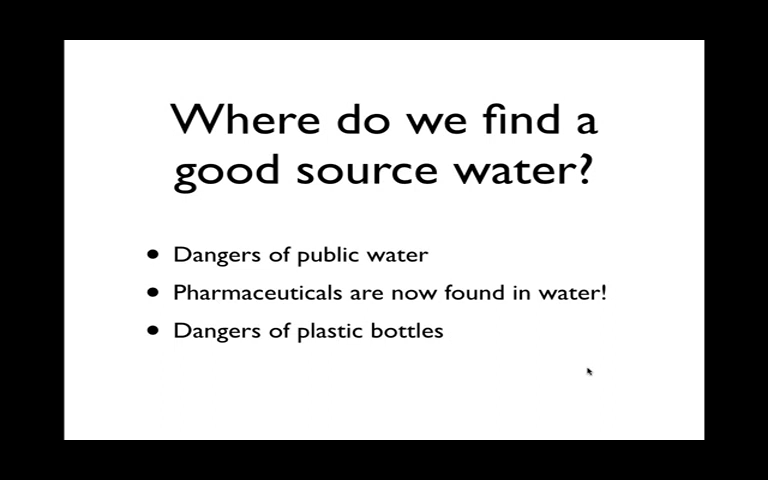 Where do we find a
good source water?
• Dangers of public water
• Pharmaceuticals are now found in water!
• Dangers of plastic bottles